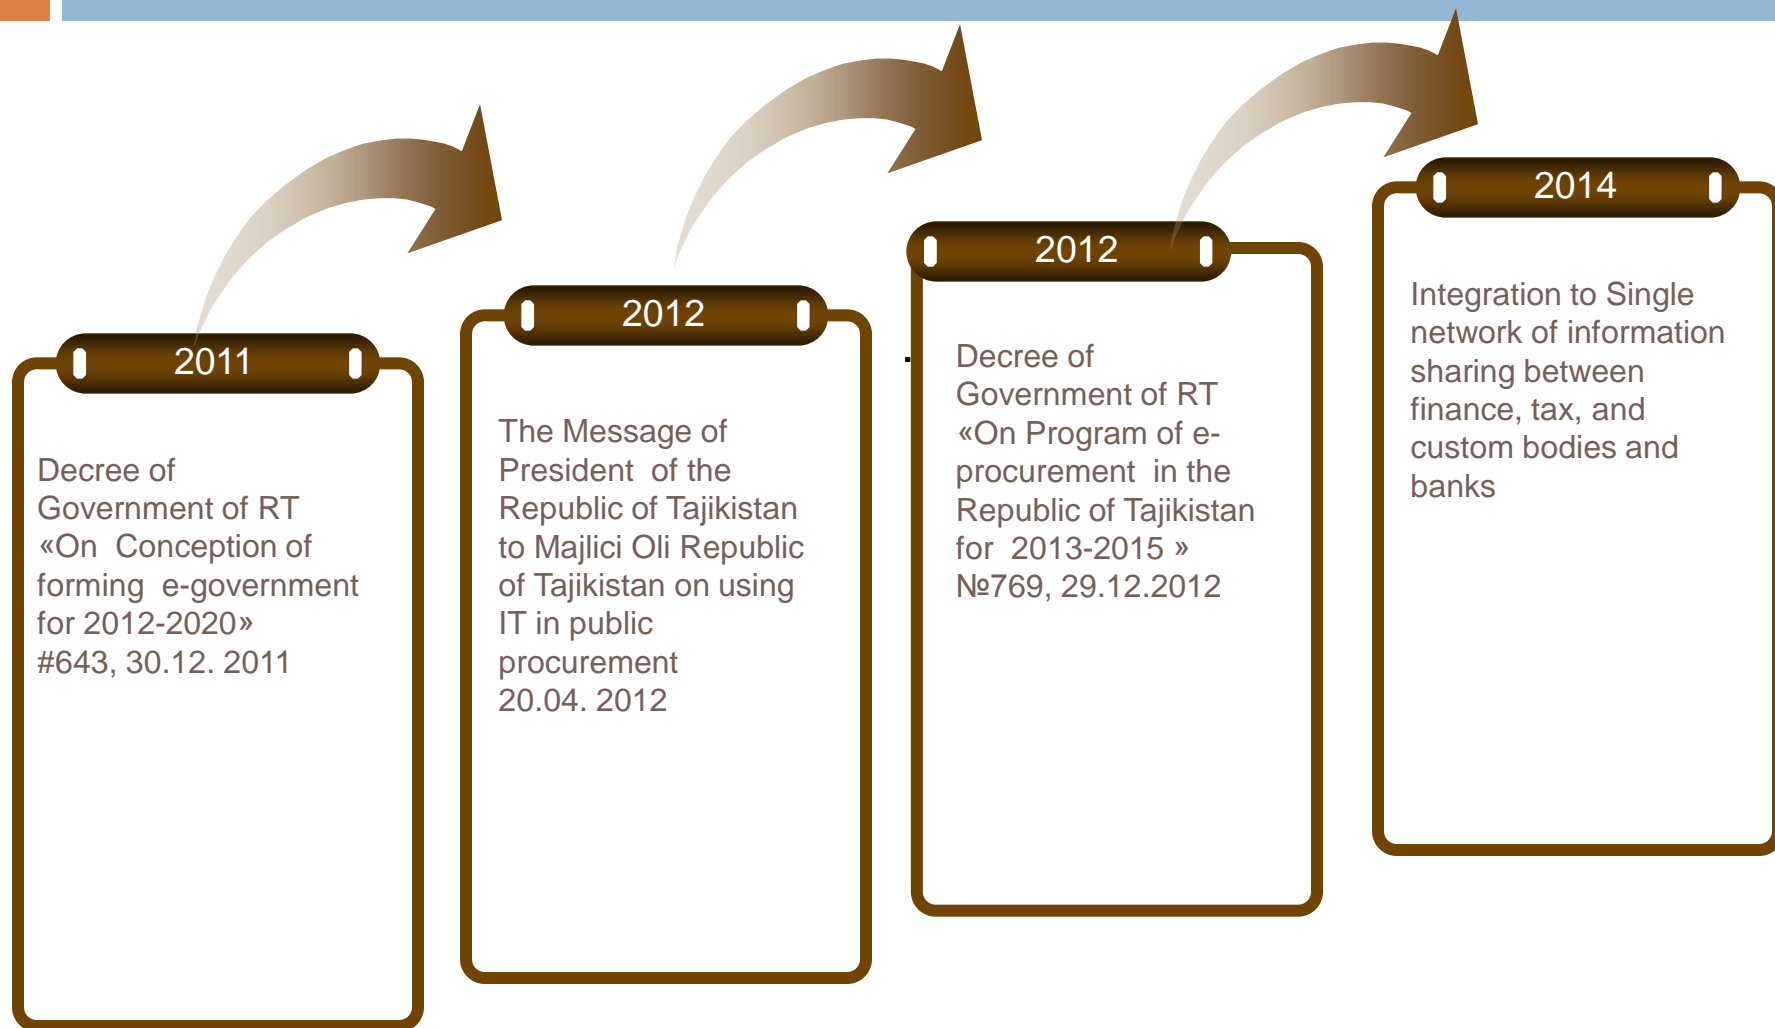 2011
Decree of
Government of RT
«On Conception of
forming e-government
for 2012-2020»
#643, 30.12. 2011
2012
The Message of
President of the
Republic of Tajikistan
to Majlici Oli Republic
of Tajikistan on using
IT in public
procurement
20.04. 2012
.
2012
Decree of
Government of RT
«On Program of e-
procurement in the
Republic of Tajikistan
for 2013-2015 »
№769, 29.12.2012
2014
Integration to Single
network of information
sharing between
finance, tax, and
custom bodies and
banks